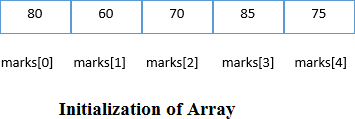 80 60 70 85 75
marks[0] marks[1] marks[2] marks[3] marks[4]
Initialization of Array